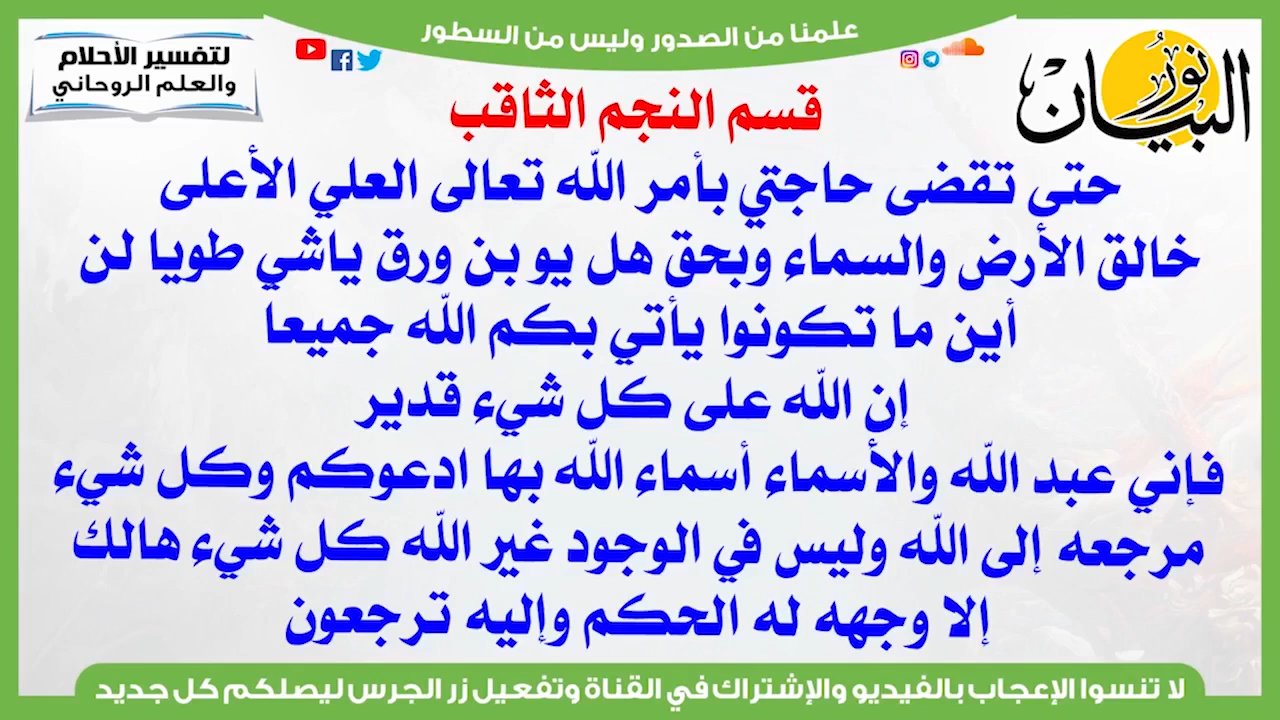 علمنا من الصدور وليس من السطور
نور البيان
لتفسير الأحلام
والعلم الروحاني
قسم النجم الثاقب
حتى تقضى حاجتي بأمر الله تعالى العلي الأعلى
خالق الأرض والسماء وبحق هل يو بن ورق ياشي طويا لن
أين ما تكونوا يأتي بكم الله جميعا
إن الله على كل شيء قدير
فإني عبد الله والأسماء أسماء الله بها ادعوكم وكل شيء
مرجعه إلى الله وليس في الوجود غير الله كل شيء هالك
إلا وجهه له الحكم وإليه ترجعون
لا تنسوا الإعجاب بالفيديو والإشتراك في القناة وتفعيل زر الجرس ليصلكم كل جديد